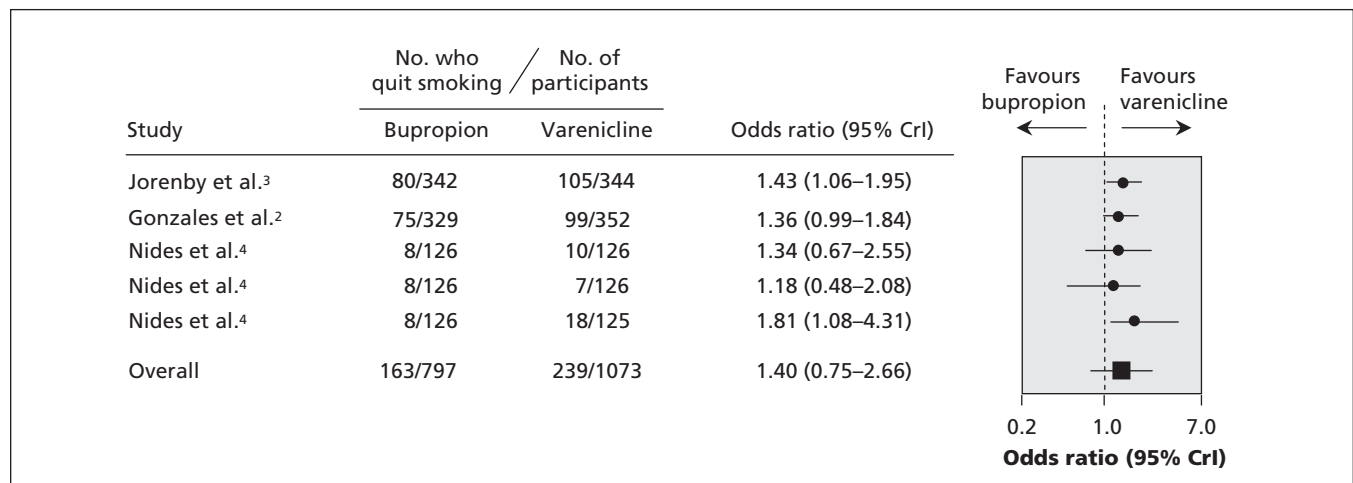 No. who quit smoking / No. of participants
Favours bupropion Favours varenicline
Study Bupropion Varenicline Odds ratio (95% CrI)
Jorenby et al.³ 80/342 105/344 1.43 (1.06–1.95)
Gonzales et al.² 75/329 99/352 1.36 (0.99–1.84)
Nides et al.⁴ 8/126 10/126 1.34 (0.67–2.55)
Nides et al.⁴ 8/126 7/126 1.18 (0.48–2.08)
Nides et al.⁴ 8/126 18/125 1.81 (1.08–4.31)
Overall 163/797 239/1073 1.40 (0.75–2.66)
0.2 1.0 7.0
Odds ratio (95% CrI)